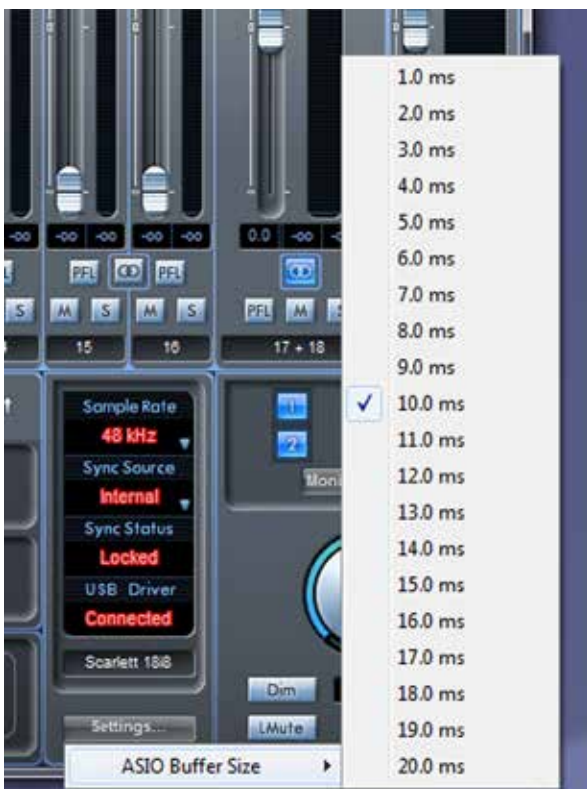 -oo -oo -oo -oo -oo 0.0 -oo
PFL PFL
S M S M S PFL M
15 16 17 + 18
Sample Rate
48 kHz
Sync Source
Internal
Sync Status
Locked
USB Driver
Connected
Scarlett 18i8
Settings...
1
2
Moni
Dim
LMute
ASIO Buffer Size
1.0 ms
2.0 ms
3.0 ms
4.0 ms
5.0 ms
6.0 ms
7.0 ms
8.0 ms
9.0 ms
10.0 ms
11.0 ms
12.0 ms
13.0 ms
14.0 ms
15.0 ms
16.0 ms
17.0 ms
18.0 ms
19.0 ms
20.0 ms